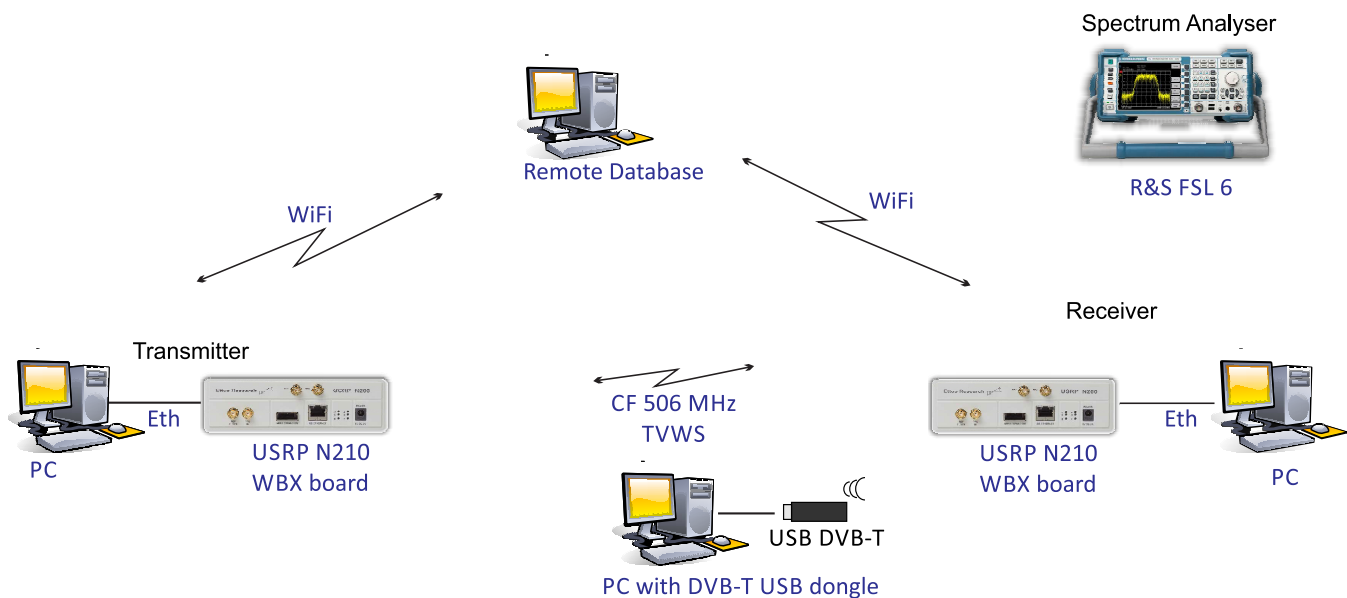 Spectrum Analyser
R&S FSL 6
Remote Database
WiFi
WiFi
Transmitter
Receiver
PC
Eth
USRP N210
WBX board
CF 506 MHz
TVWS
USRP N210
WBX board
Eth
PC
USB DVB-T
PC with DVB-T USB dongle